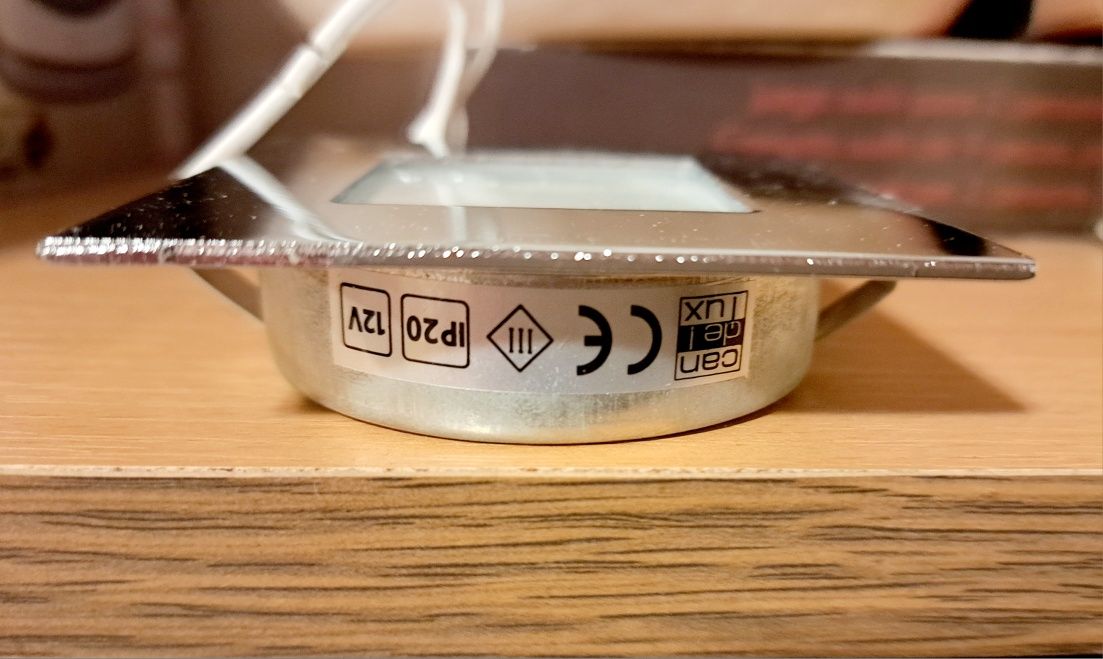 can
del
lux
CE III IP20 12V